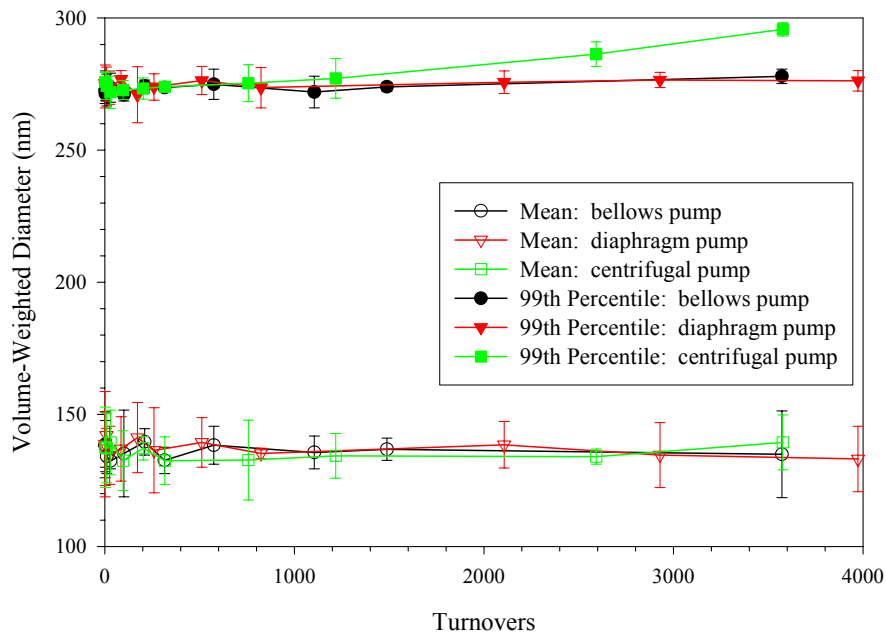 300
250
200
150
100
Volume-Weighted Diameter (nm)
Mean: bellows pump
Mean: diaphragm pump
Mean: centrifugal pump
99th Percentile: bellows pump
99th Percentile: diaphragm pump
99th Percentile: centrifugal pump
0 1000 2000 3000 4000
Turnovers